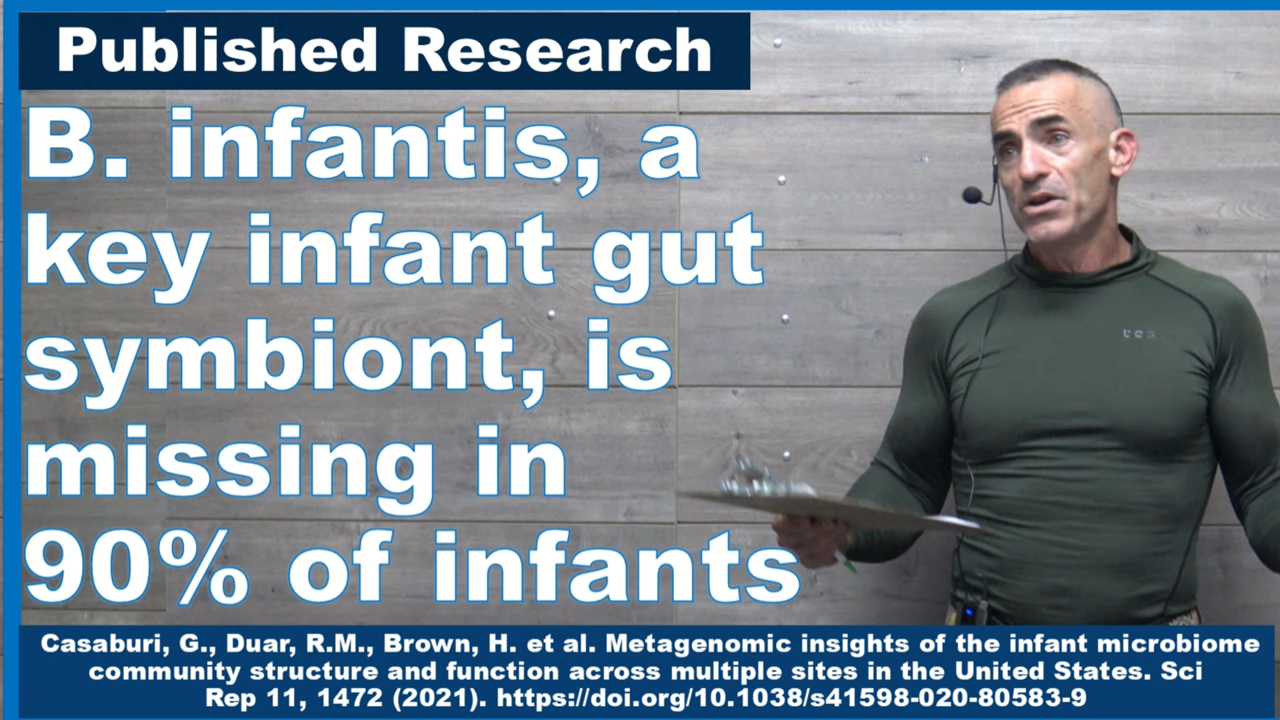 Published Research
B. infantis, a
key infant gut
symbiont, is
missing in
90% of infants
Casaburi, G., Duar, R.M., Brown, H. et al. Metagenomic insights of the infant microbiome
community structure and function across multiple sites in the United States. Sci
Rep 11, 1472 (2021). https://doi.org/10.1038/s41598-020-80583-9